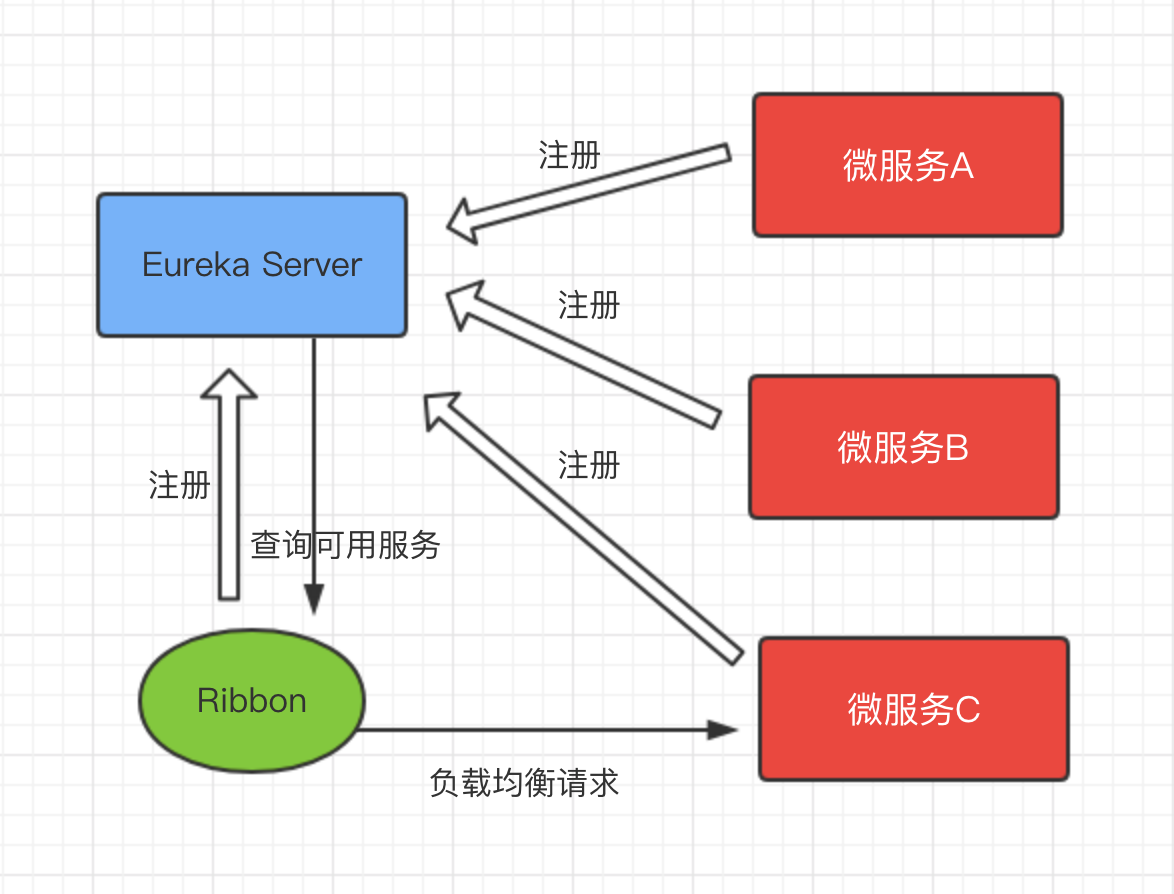 注册
微服务A
Eureka Server
注册
微服务B
注册
注册
查询可用服务
Ribbon
微服务C
负载均衡请求